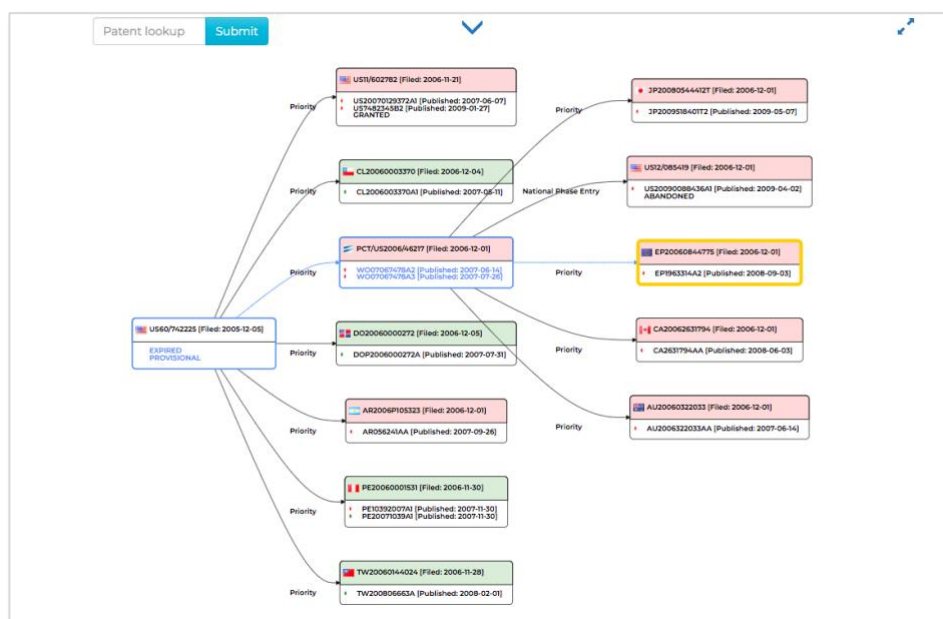 Patent lookup
Submit
US11/602782 [Filed: 2006-11-21]
US20070129372A1 [Published: 2007-06-07]
US7482345B2 [Published: 2009-01-27]
GRANTED
Priority
CL20060003370 [Filed: 2006-12-04]
CL2006003370A1 [Published: 2007-05-11]
Priority
PCT/US2006/46217 [Filed: 2006-12-01]
WO07067478A2 [Published: 2007-06-14]
WO07067478A3 [Published: 2007-07-26]
Priority
US60/742225 [Filed: 2005-12-05]
EXPIRED
PROVISIONAL
DO20060000272 [Filed: 2006-12-05]
DOP2006000272A [Published: 2007-07-31]
Priority
AR2006P105323 [Filed: 2006-12-01]
AR056241AA [Published: 2007-09-26]
Priority
PE20060001531 [Filed: 2006-11-30]
PE10392007A1 [Published: 2007-11-30]
PE20071039A1 [Published: 2007-11-30]
Priority
TW20060144024 [Filed: 2006-11-28]
TW200806663A [Published: 2008-02-01]
Priority
JP20080544412T [Filed: 2006-12-01]
JP2009518401T2 [Published: 2009-05-07]
Priority
US12/085419 [Filed: 2006-12-01]
US20090088436A1 [Published: 2009-04-02]
ABANDONED
National Phase Entry
EP20060844775 [Filed: 2006-12-01]
EP1963314A2 [Published: 2008-09-03]
Priority
CA20062631794 [Filed: 2006-12-01]
CA2631794AA [Published: 2008-06-03]
Priority
AU20060322033 [Filed: 2006-12-01]
AU2006322033AA [Published: 2007-06-14]
Priority